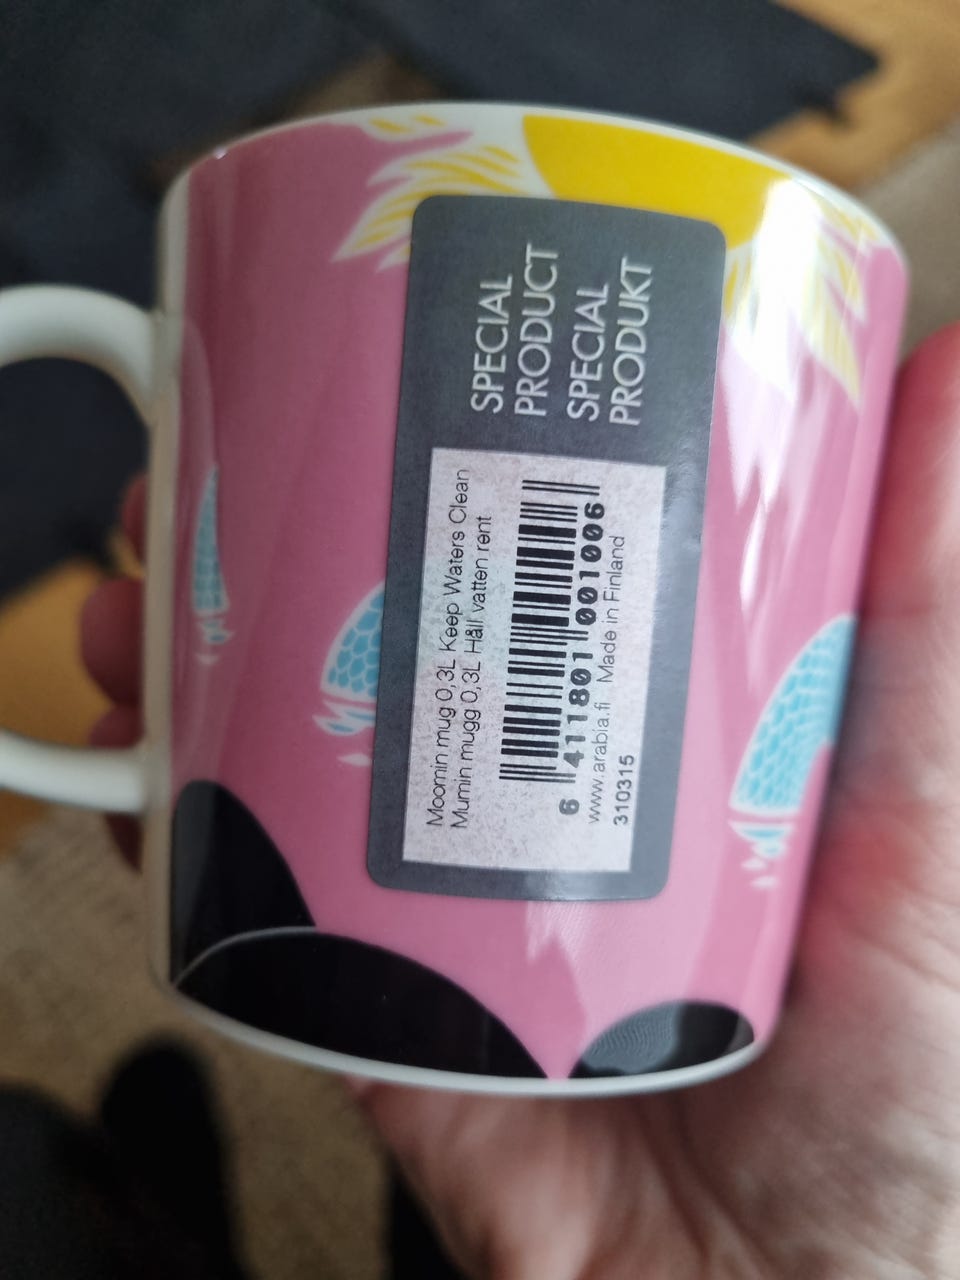 SPECIAL
PRODUCT
SPECIAL
PRODUKT
Moomin mug 0,3L Keep Waters Clean
Mumin mugg 0,3L Håll vatten rent
6 411801 001006
www.arabia.fi Made in Finland
310315